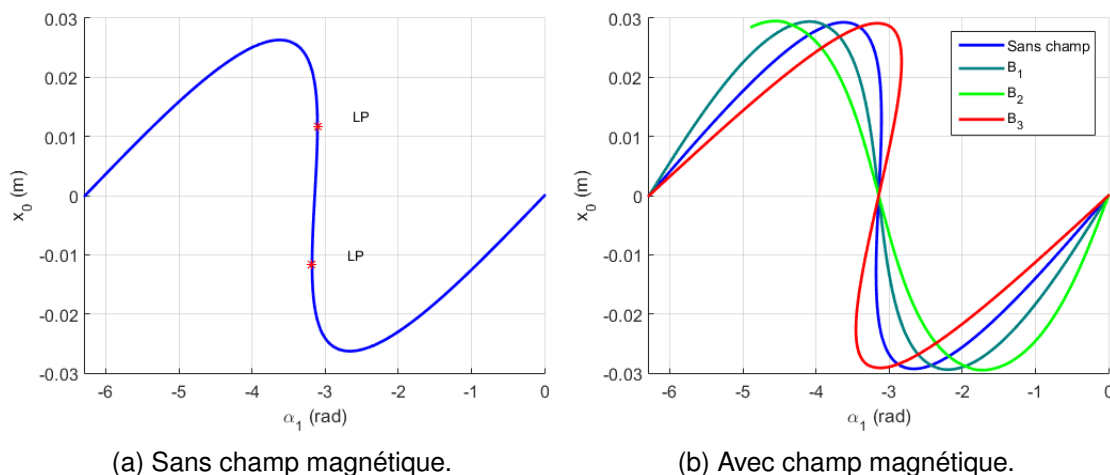 0.03
0.02
0.01
0
-0.01
-0.02
-0.03
x0 (m)
LP
LP
-6 -5 -4 -3 -2 -1 0
α1 (rad)
(a) Sans champ magnétique.
0.03
0.02
0.01
0
-0.01
-0.02
-0.03
x0 (m)
Sans champ
B1
B2
B3
-6 -5 -4 -3 -2 -1 0
α1 (rad)
(b) Avec champ magnétique.